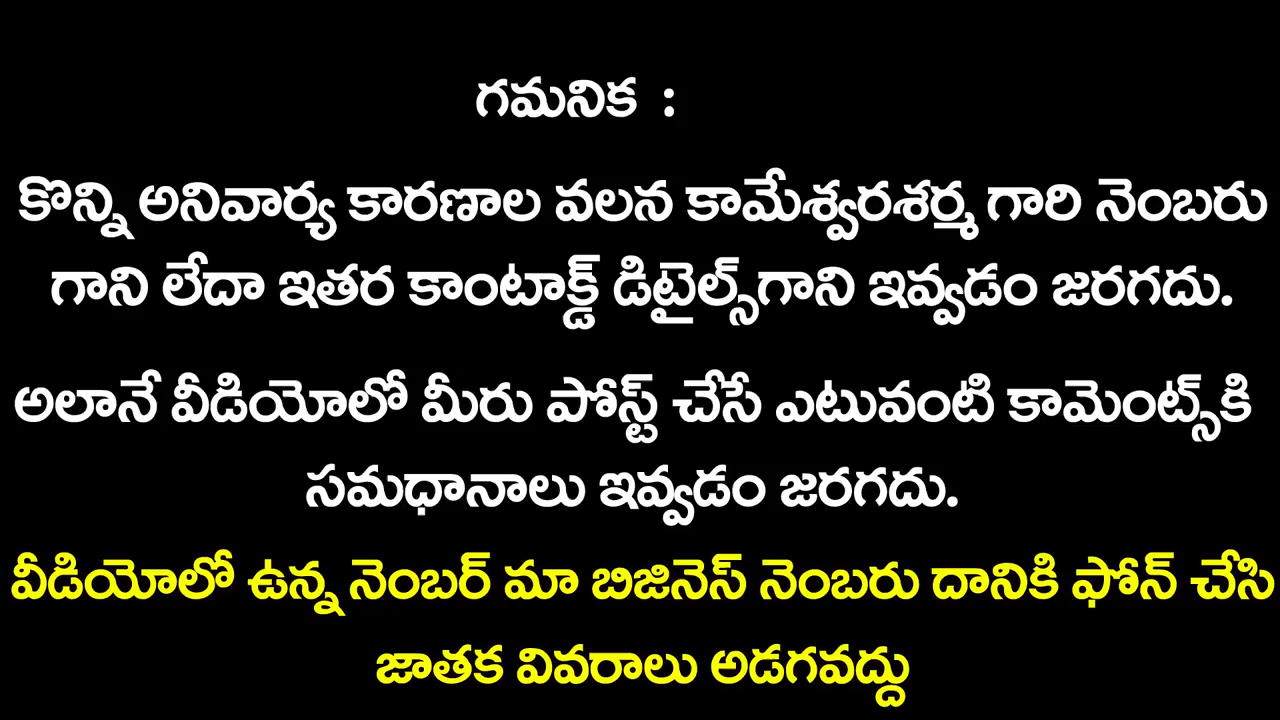 గమనిక :
కొన్ని అనివార్య కారణాల వలన కామేశ్వరశర్మ గారి నెంబరు
గాని లేదా ఇతర కాంటాక్డ్ డిటైల్స్‌గాని ఇవ్వడం జరగదు.
అలానే వీడియోలో మీరు పోస్ట్ చేసే ఎటువంటి కామెంట్స్‌కి
సమధానాలు ఇవ్వడం జరగదు.
వీడియోలో ఉన్న నెంబర్ మా బిజినెస్ నెంబరు దానికి ఫోన్ చేసి
జాతక వివరాలు అడగవద్దు